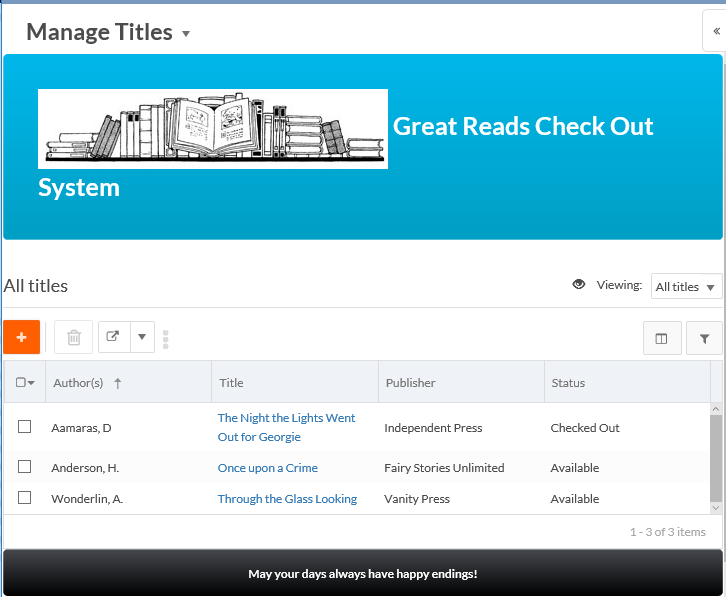 Manage Titles
Great Reads Check Out
System
All titles
Viewing: All titles
Author(s) Title Publisher Status
Aamaras, D The Night the Lights Went Out for Georgie Independent Press Checked Out
Anderson, H. Once upon a Crime Fairy Stories Unlimited Available
Wonderlin, A. Through the Glass Looking Vanity Press Available
1 - 3 of 3 items
May your days always have happy endings!